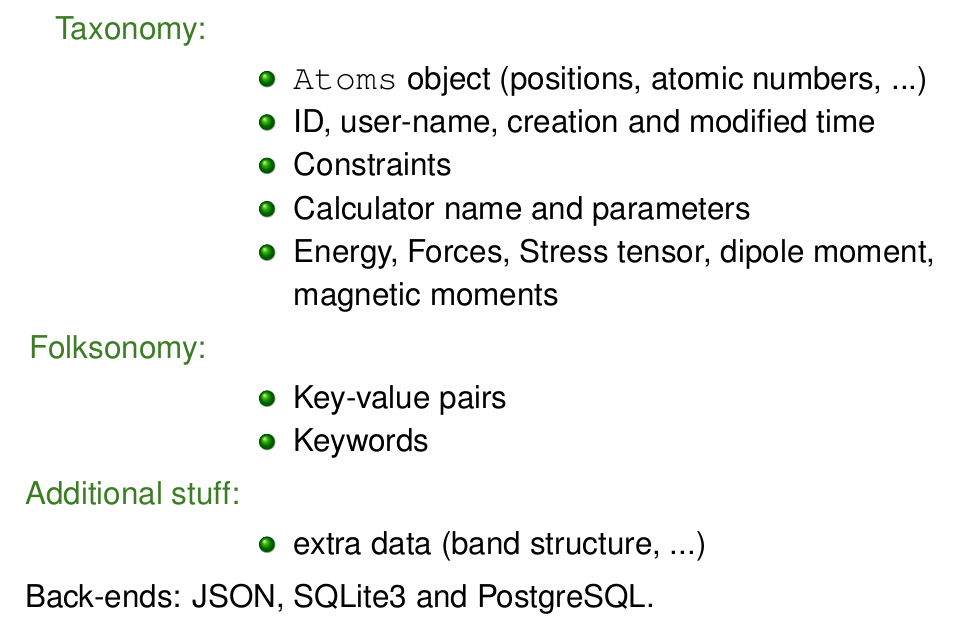 Taxonomy:
Atoms object (positions, atomic numbers, ...)
ID, user-name, creation and modified time
Constraints
Calculator name and parameters
Energy, Forces, Stress tensor, dipole moment,
magnetic moments
Folksonomy:
Key-value pairs
Keywords
Additional stuff:
extra data (band structure, ...)
Back-ends: JSON, SQLite3 and PostgreSQL.